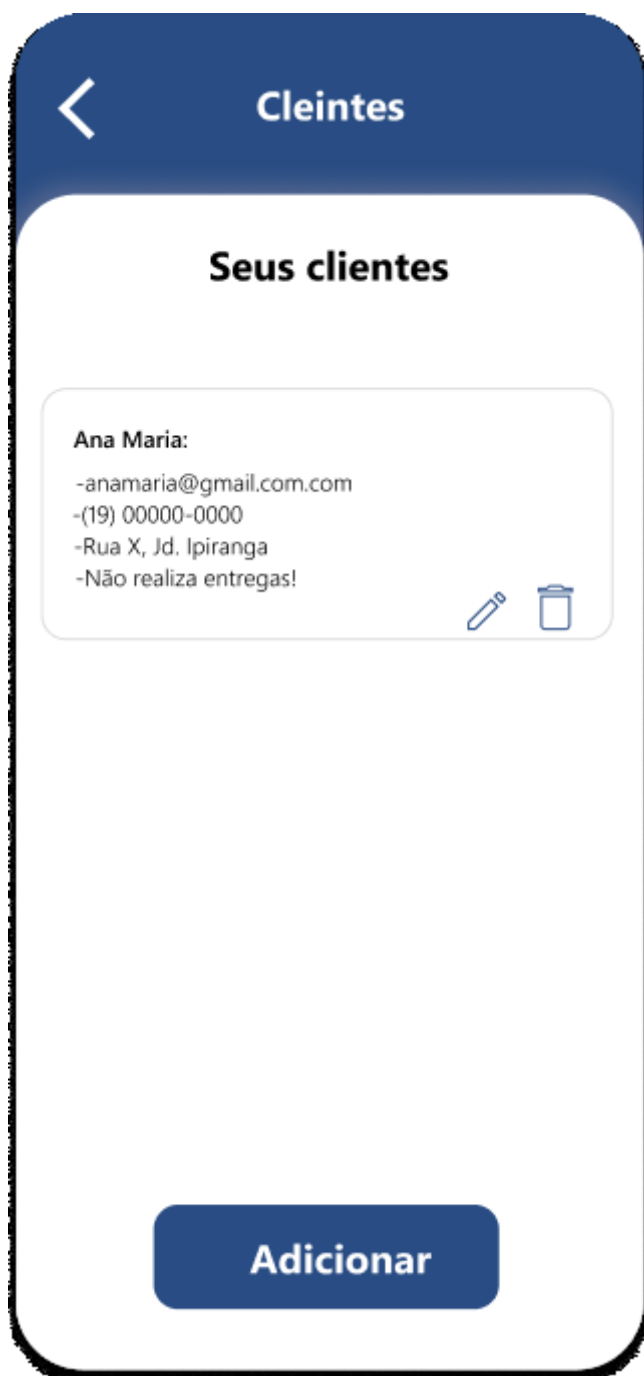 Cleintes
Seus clientes
Ana Maria:
-anamaria@gmail.com.com
-(19) 00000-0000
-Rua X, Jd. Ipiranga
-Não realiza entregas!
Adicionar